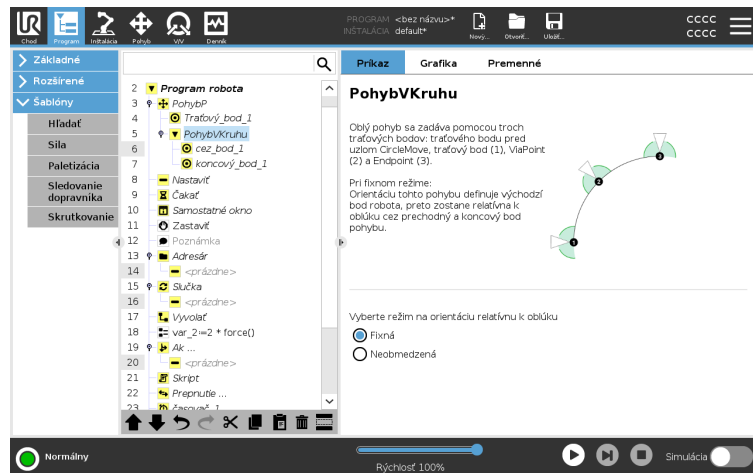 UR
Chod
Program
Inštalácia
Pohyb
V/V
Denník
PROGRAM <bez názvu>*
INŠTALÁCIA default*
Nový...
Otvoriť...
Uložiť...
cccc
cccc
Základné
Rozšírené
Šablóny
Hľadať
Sila
Paletizácia
Sledovanie
dopravníka
Skrutkovanie
2 Program robota
3 PohybP
4 Traťový_bod_1
5 PohybVKruhu
6 cez_bod_1
7 koncový_bod_1
8 Nastaviť
9 Čakať
10 Samostatné okno
11 Zastaviť
12 Poznámka
13 Adresár
14 <prázdne>
15 Slučka
16 <prázdne>
17 Vyvolať
18 var_2:=2 * force()
19 Ak ...
20 <prázdne>
21 Skript
22 Prepnutie ...
23 časovač_1
Príkaz
Grafika
Premenné
PohybVKruhu
Oblý pohyb sa zadáva pomocou troch
traťových bodov: traťového bodu pred
uzlom CircleMove, traťový bod (1), ViaPoint
(2) a Endpoint (3).
Pri fixnom režime:
Orientáciu tohto pohybu definuje východzí
bod robota, preto zostane relatívna k
oblúku cez prechodný a koncový bod
pohybu.
3
2
1
Vyberte režim na orientáciu relatívnu k oblúku
Fixná
Neobmedzená
Normálny
Rýchlosť 100%
Simulácia